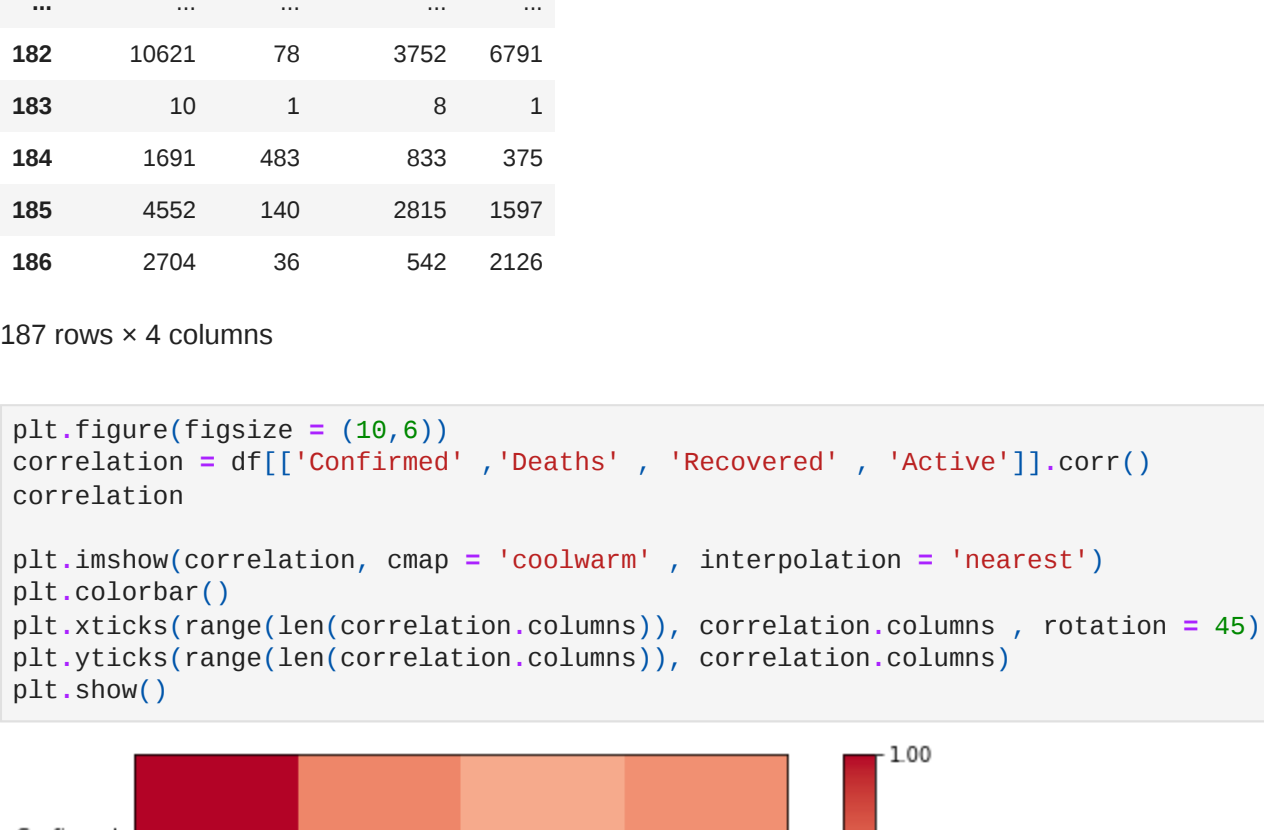 ... ... ... ... ...
182 10621 78 3752 6791
183 10 1 8 1
184 1691 483 833 375
185 4552 140 2815 1597
186 2704 36 542 2126
187 rows × 4 columns
plt.figure(figsize = (10,6))
correlation = df[['Confirmed' ,'Deaths' , 'Recovered' , 'Active']].corr()
correlation
plt.imshow(correlation, cmap = 'coolwarm' , interpolation = 'nearest')
plt.colorbar()
plt.xticks(range(len(correlation.columns)), correlation.columns , rotation = 45)
plt.yticks(range(len(correlation.columns)), correlation.columns)
plt.show()
1.00